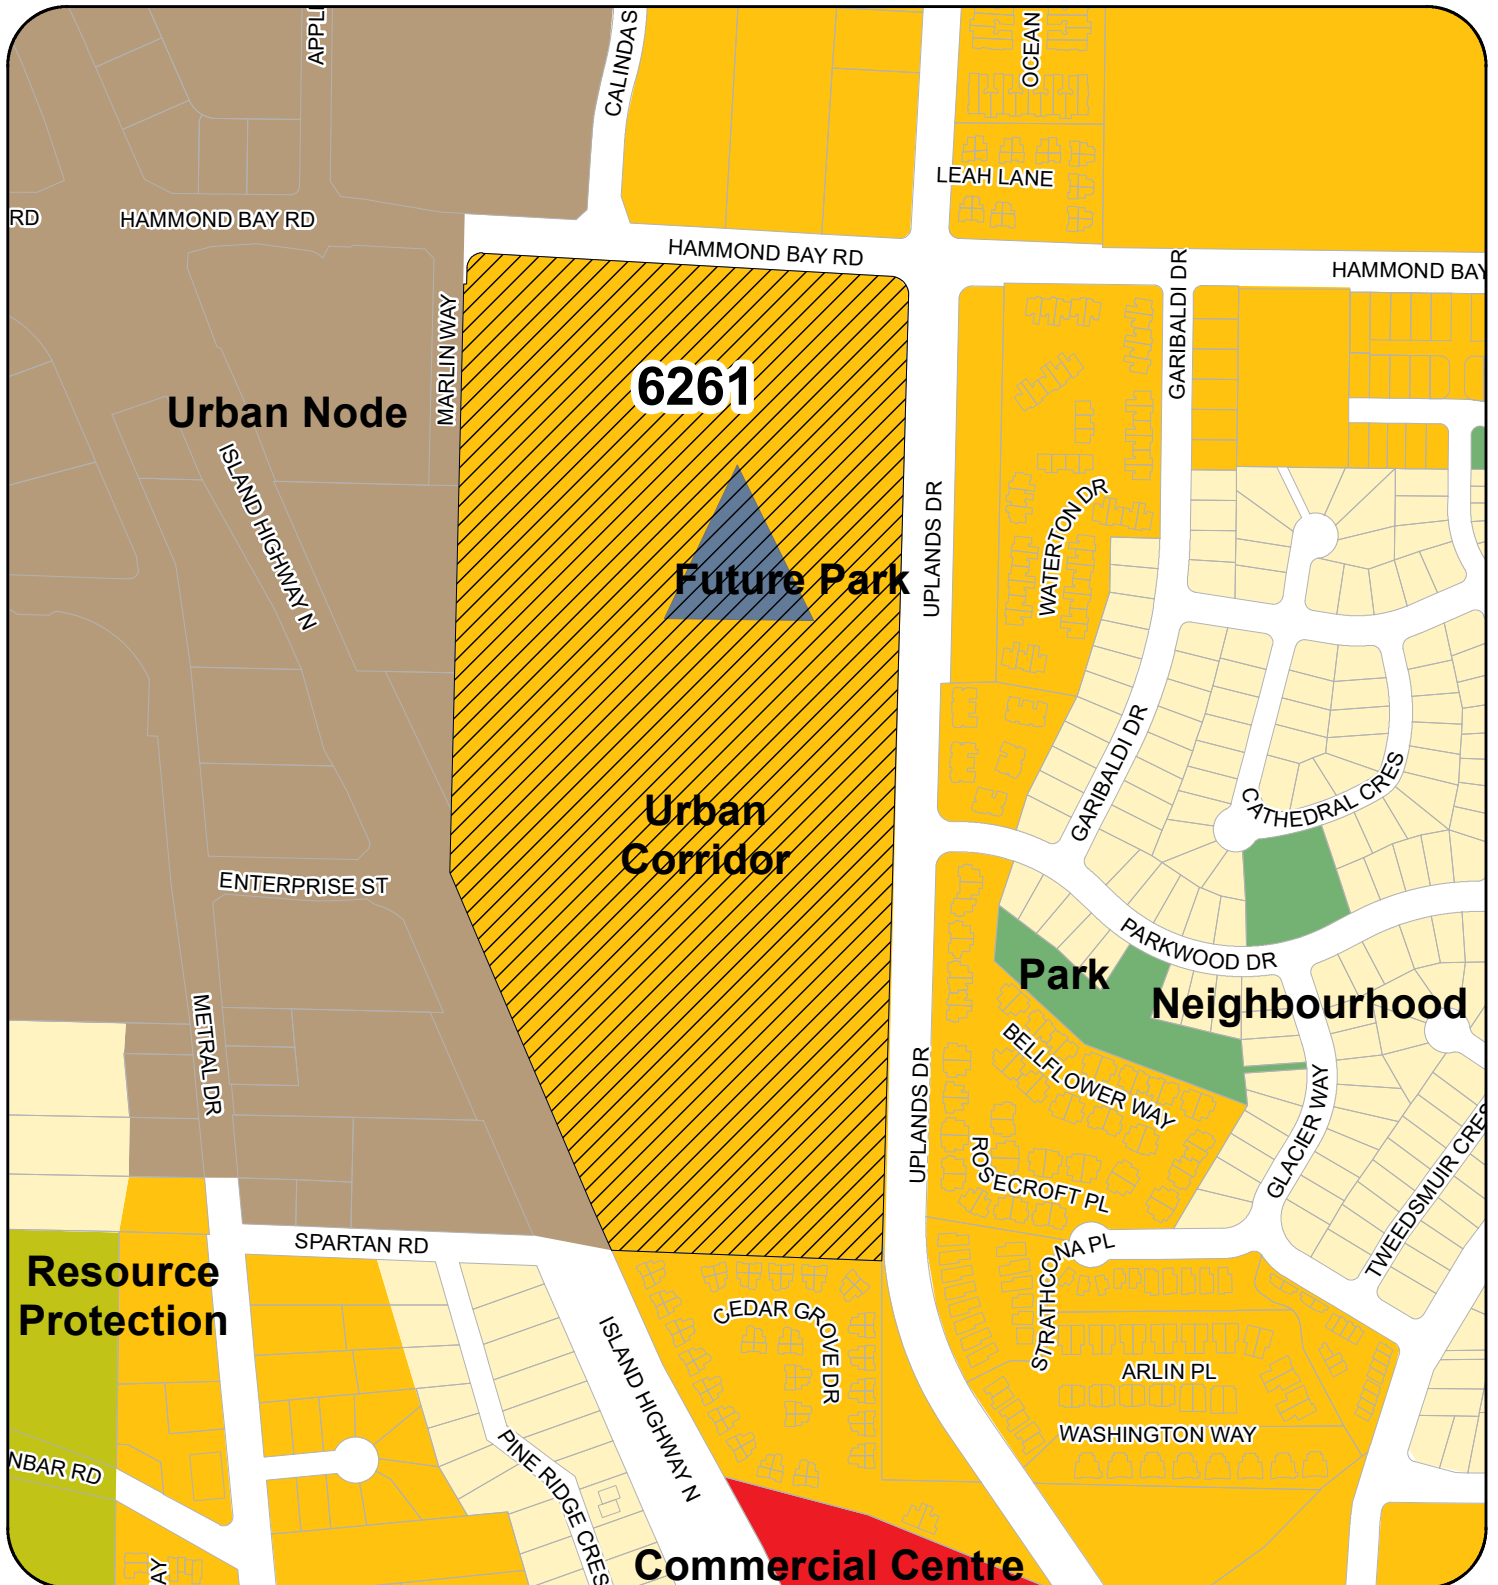 APPL
CALINDA S
OCEAN
LEAH LANE
RD
HAMMOND BAY RD
HAMMOND BAY RD
HAMMOND BAY
GARIBALDI DR
MARLIN WAY
6261
Urban Node
ISLAND HIGHWAY N
UPLANDS DR
WATERTON DR
Future Park
GARIBALDI DR
CATHEDRAL CRES
Urban
Corridor
ENTERPRISE ST
PARKWOOD DR
Park
Neighbourhood
METRAL DR
BELLFLOWER WAY
UPLANDS DR
GLACIER WAY
TWEEDSMUIR CRES
ROSECROFT PL
STRATHCONA PL
SPARTAN RD
Resource
Protection
CEDAR GROVE DR
ISLAND HIGHWAY N
ARLIN PL
WASHINGTON WAY
NBAR RD
PINE RIDGE CRES
Commercial Centre
AY